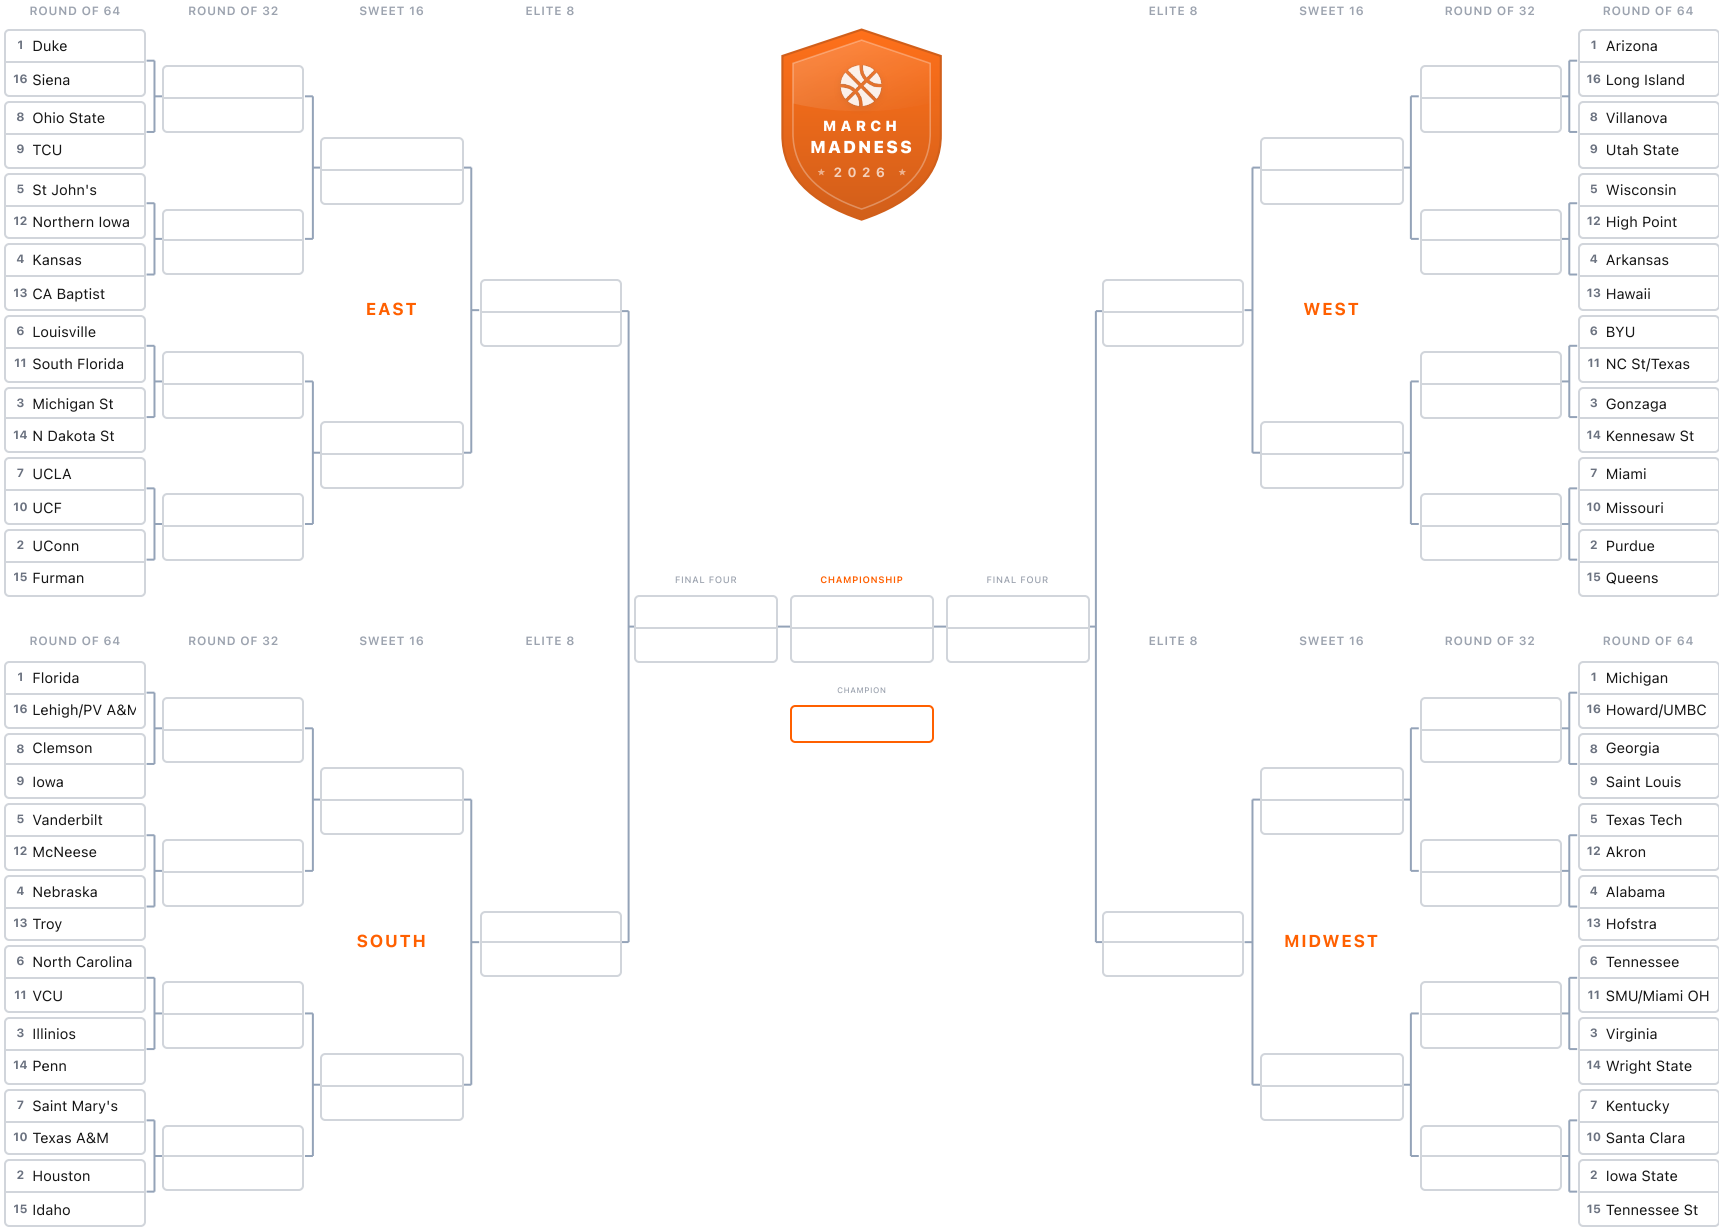 ROUND OF 64 ROUND OF 32 SWEET 16 ELITE 8 ELITE 8 SWEET 16 ROUND OF 32 ROUND OF 64
MARCH
MADNESS
★ 2026 ★
1 Duke
16 Siena
8 Ohio State
9 TCU
5 St John's
12 Northern Iowa
4 Kansas
13 CA Baptist
6 Louisville
11 South Florida
3 Michigan St
14 N Dakota St
7 UCLA
10 UCF
2 UConn
15 Furman
EAST
1 Arizona
16 Long Island
8 Villanova
9 Utah State
5 Wisconsin
12 High Point
4 Arkansas
13 Hawaii
6 BYU
11 NC St/Texas
3 Gonzaga
14 Kennesaw St
7 Miami
10 Missouri
2 Purdue
15 Queens
WEST
FINAL FOUR CHAMPIONSHIP FINAL FOUR
CHAMPION
ROUND OF 64 ROUND OF 32 SWEET 16 ELITE 8 ELITE 8 SWEET 16 ROUND OF 32 ROUND OF 64
1 Florida
16 Lehigh/PV A&M
8 Clemson
9 Iowa
5 Vanderbilt
12 McNeese
4 Nebraska
13 Troy
6 North Carolina
11 VCU
3 Illinios
14 Penn
7 Saint Mary's
10 Texas A&M
2 Houston
15 Idaho
SOUTH
1 Michigan
16 Howard/UMBC
8 Georgia
9 Saint Louis
5 Texas Tech
12 Akron
4 Alabama
13 Hofstra
6 Tennessee
11 SMU/Miami OH
3 Virginia
14 Wright State
7 Kentucky
10 Santa Clara
2 Iowa State
15 Tennessee St
MIDWEST